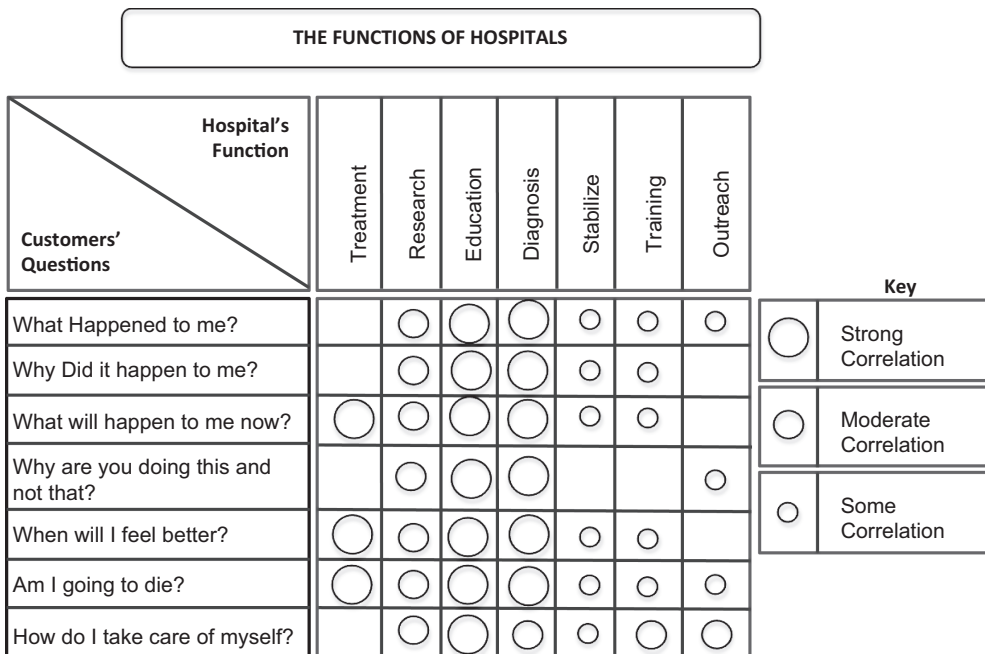 THE FUNCTIONS OF HOSPITALS
Hospital's
Function
Customers'
Questions
Treatment
Research
Education
Diagnosis
Stabilize
Training
Outreach
Key
What Happened to me?
Strong
Correlation
Why Did it happen to me?
What will happen to me now?
Moderate
Correlation
Why are you doing this and
not that?
Some
Correlation
When will I feel better?
Am I going to die?
How do I take care of myself?